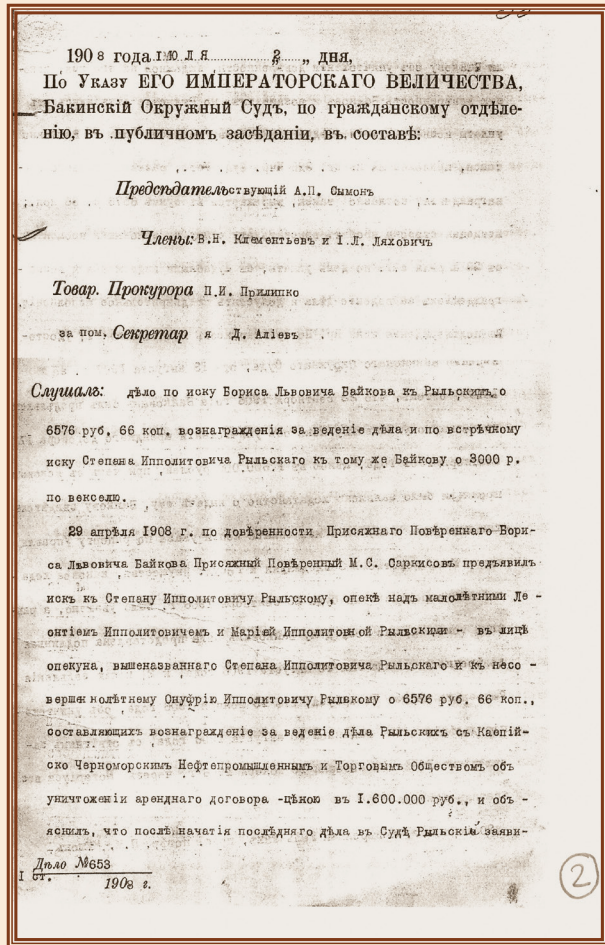 1908 года IЮЛЯ „ 2 „ дня,
По Указу ЕГО ИМПЕРАТОРСКАГО ВЕЛИЧЕСТВА,
Бакинскій Окружный Судъ, по гражданскому отдѣле-
нію, въ публичномъ засѣданіи, въ составѣ:
Предсѣдательствующій А.П. Сымонъ
Члены: В.Н. Клементьевъ и I.Л. Ляховичъ
Товар. Прокурора П.И. Прилипко
за пом. Секретар я Д. Аліевъ
Слушалъ: дѣло по иску Бориса Львовича Байкова къ Рыльскимъ о
6576 руб. 66 коп. вознагражденія за веденіе дѣла и по встрѣчному
иску Степана Ипполитовича Рыльскаго къ тому же Байкову о 3000 р.
по векселю.
29 апрѣля 1908 г. по довѣренности Присяжнаго Повѣреннаго Бори-
са Львовича Байкова Присяжный Повѣренный М.С. Саркисовъ предъявилъ
искъ къ Степану Ипполитовичу Рыльскому, опекѣ надъ малолѣтними Ле -
онтіемъ Ипполитовичемъ и Маріей Ипполитовной Рыльскими - въ лицѣ
опекуна, вышеназваннаго Степана Ипполитовича Рыльскаго и къ несо -
вершеннолѣтнему Онуфрію Ипполитовичу Рыльскому о 6576 руб. 66 коп.,
составляющихъ вознагражденіе за веденіе дѣла Рыльскихъ съ Каспій-
ско Черноморскимъ Нефтепромышленнымъ и Торговымъ Обществомъ объ
уничтоженіи аренднаго договора -цѣною въ I.600.000 руб., и объ -
яснилъ, что послѣ начатія послѣдняго дѣла въ Судѣ Рыльскіе заяви-
Дѣло №653
I ст.
1908 г.
2